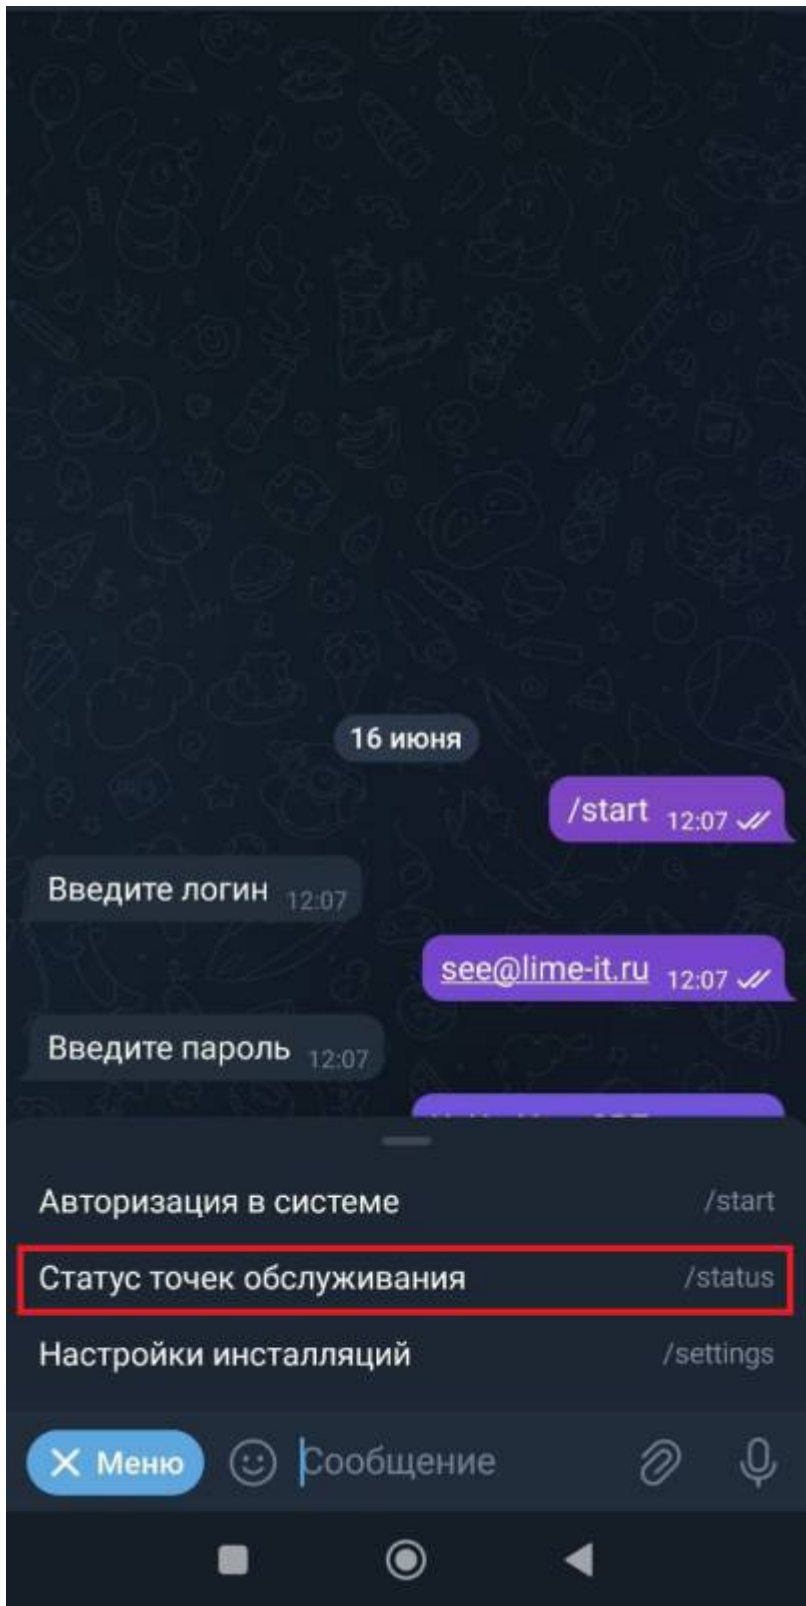 16 июня
/start 12:07
Введите логин 12:07
see@lime-it.ru 12:07
Введите пароль 12:07
Авторизация в системе /start
Статус точек обслуживания /status
Настройки инсталляций /settings
Меню Сообщение